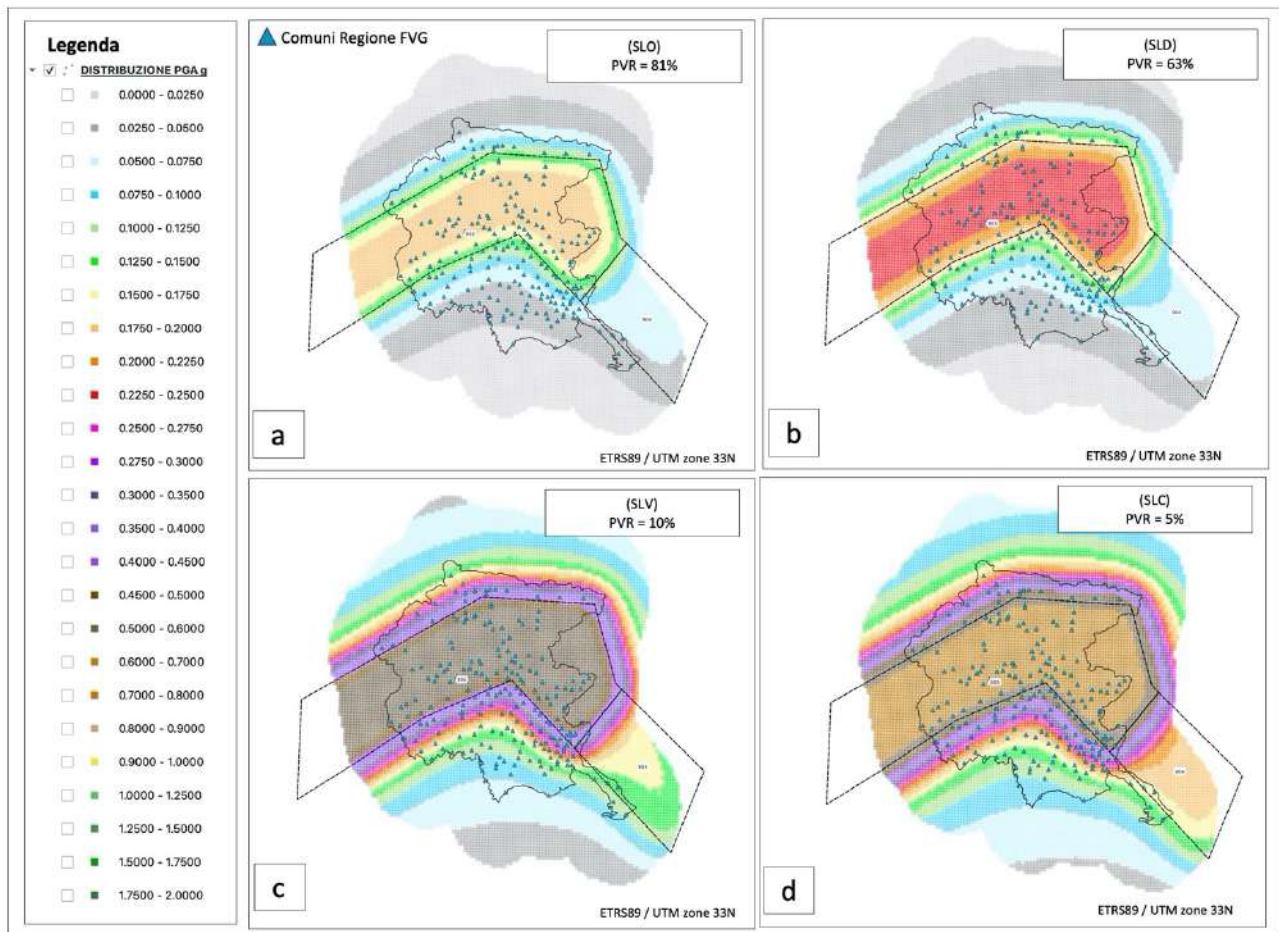 Legenda
DISTRIBUZIONE PGA g
0.0000 - 0.0250
0.0250 - 0.0500
0.0500 - 0.0750
0.0750 - 0.1000
0.1000 - 0.1250
0.1250 - 0.1500
0.1500 - 0.1750
0.1750 - 0.2000
0.2000 - 0.2250
0.2250 - 0.2500
0.2500 - 0.2750
0.2750 - 0.3000
0.3000 - 0.3500
0.3500 - 0.4000
0.4000 - 0.4500
0.4500 - 0.5000
0.5000 - 0.6000
0.6000 - 0.7000
0.7000 - 0.8000
0.8000 - 0.9000
0.9000 - 1.0000
1.0000 - 1.2500
1.2500 - 1.5000
1.5000 - 1.7500
1.7500 - 2.0000
Comuni Regione FVG
(SLO)
PVR = 81%
a
ETRS89 / UTM zone 33N
(SLD)
PVR = 63%
b
ETRS89 / UTM zone 33N
(SLV)
PVR = 10%
c
ETRS89 / UTM zone 33N
(SLC)
PVR = 5%
d
ETRS89 / UTM zone 33N